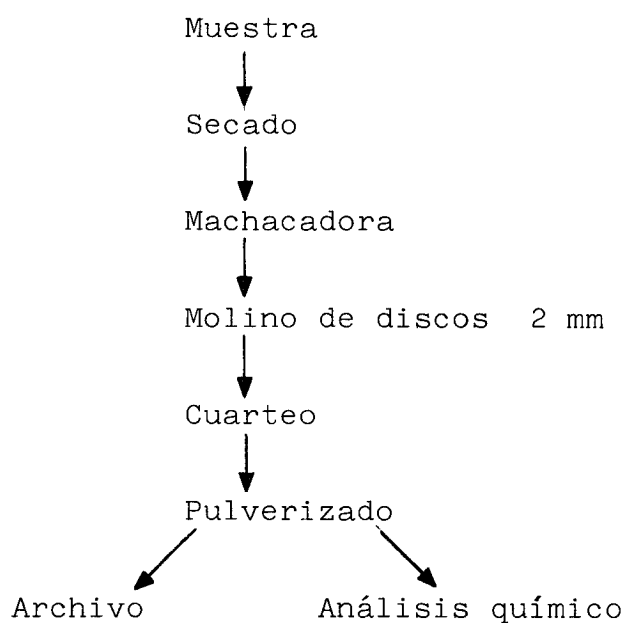 Muestra
Secado
Machacadora
Molino de discos 2 mm
Cuarteo
Pulverizado
Archivo Análisis químico